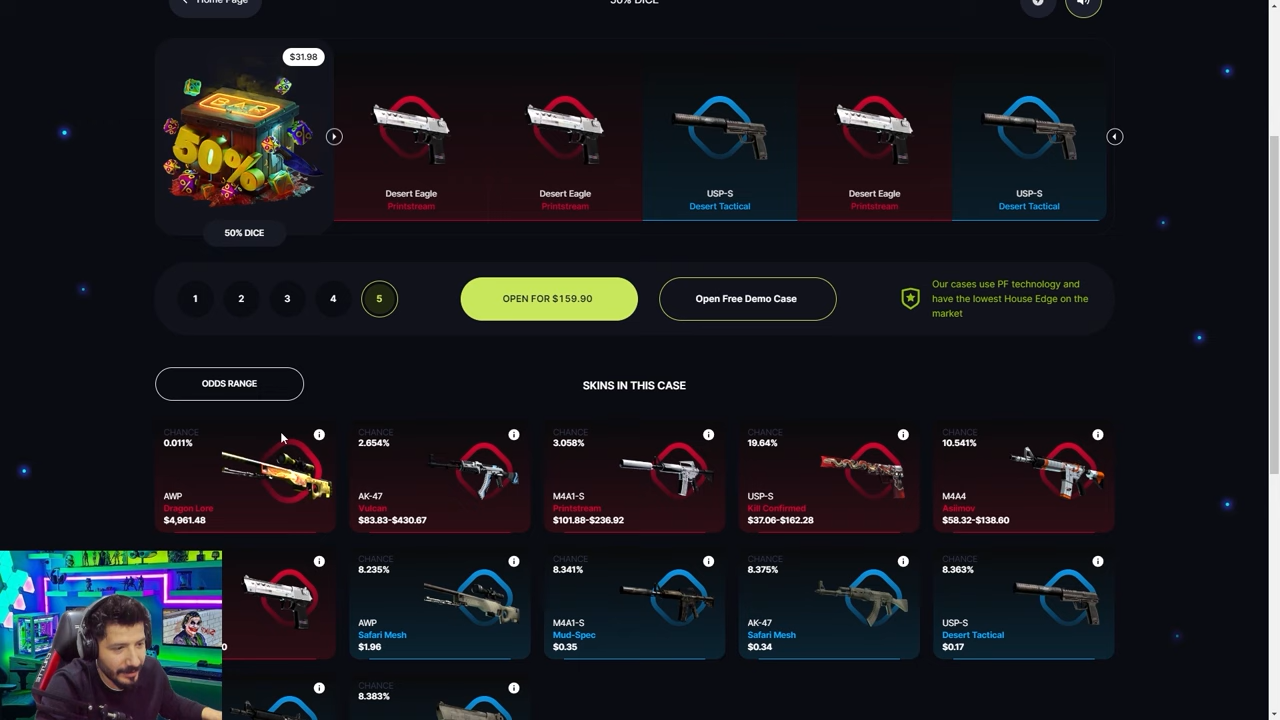 Home Page
50% DICE
$31.98
BAR
50%
Desert Eagle
Printstream
Desert Eagle
Printstream
USP-S
Desert Tactical
Desert Eagle
Printstream
USP-S
Desert Tactical
50% DICE
1
2
3
4
5
OPEN FOR $159.90
Open Free Demo Case
Our cases use PF technology and
have the lowest House Edge on the
market
ODDS RANGE
SKINS IN THIS CASE
CHANCE
0.011%
AWP
Dragon Lore
$4,961.48
CHANCE
2.654%
AK-47
Vulcan
$83.83-$430.67
CHANCE
3.058%
M4A1-S
Printstream
$101.88-$236.92
CHANCE
19.64%
USP-S
Kill Confirmed
$37.06-$162.28
CHANCE
10.541%
M4A4
Asiimov
$58.32-$138.60
0
CHANCE
8.235%
AWP
Safari Mesh
$1.96
CHANCE
8.341%
M4A1-S
Mud-Spec
$0.35
CHANCE
8.375%
AK-47
Safari Mesh
$0.34
CHANCE
8.363%
USP-S
Desert Tactical
$0.17
CHANCE
8.383%